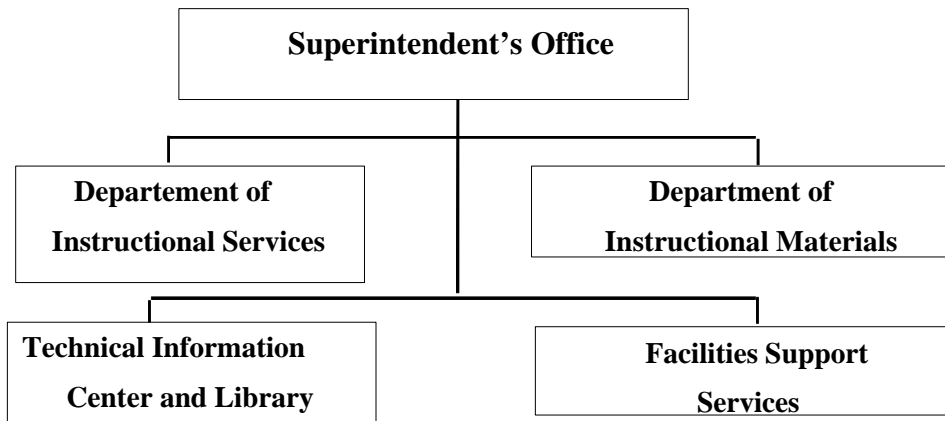 Superintendent’s Office
Departement of
Instructional Services
Department of
Instructional Materials
Technical Information
Center and Library
Facilities Support
Services